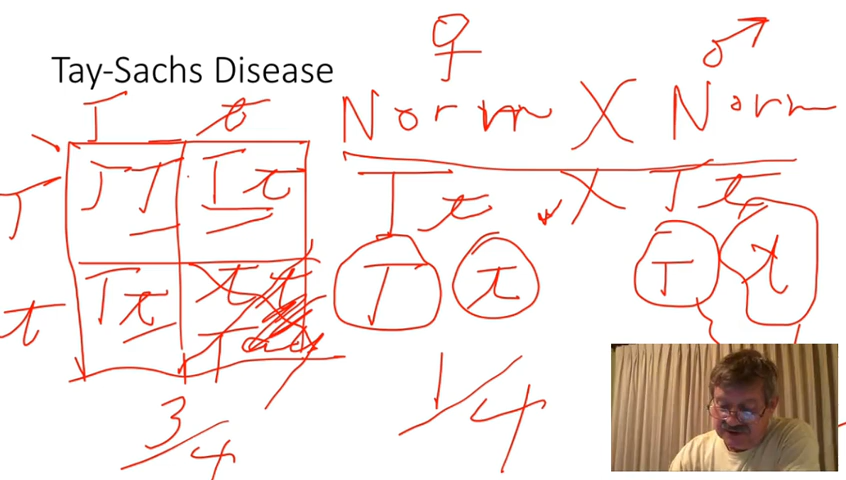 Tay-Sachs Disease
♀ ♂
Norm X Norm
T t
Tt X Tt
T TT Tt
t Tt tt
T t T t
3/4 1/4